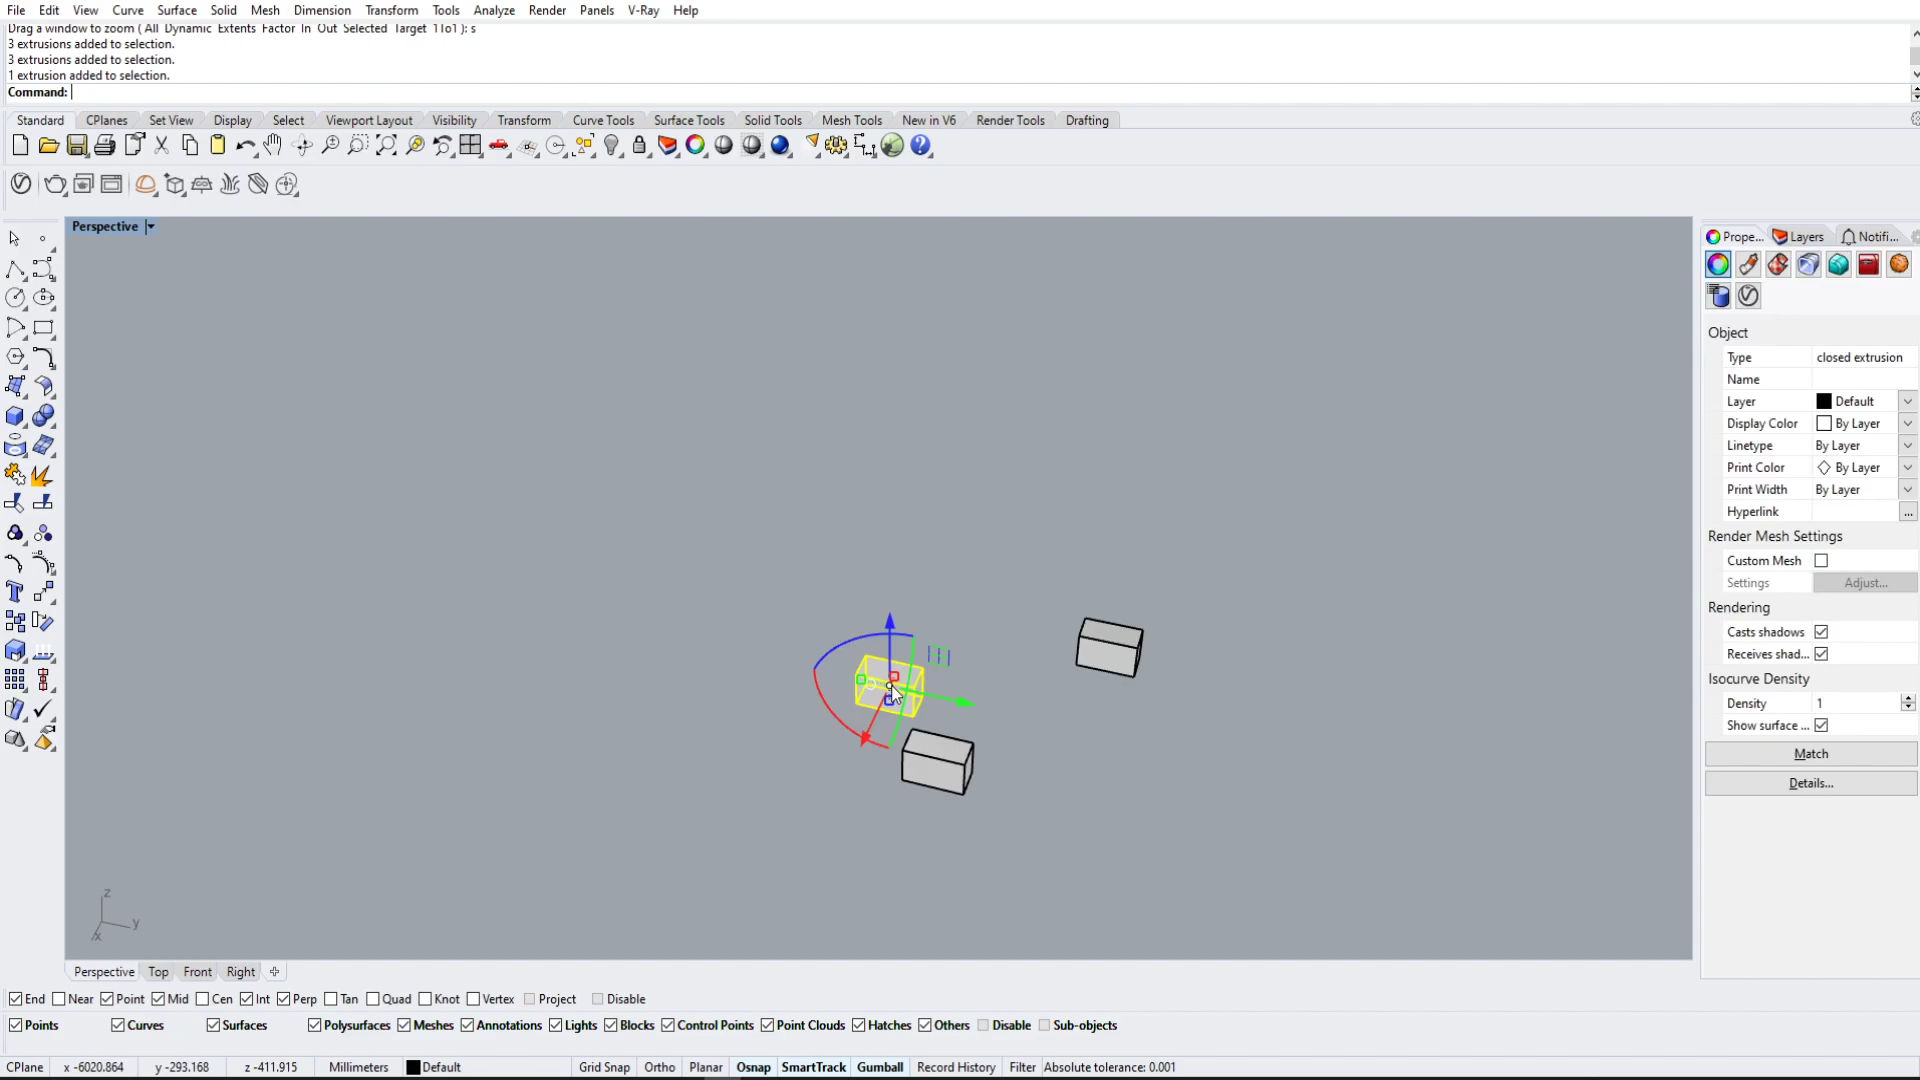 File Edit View Curve Surface Solid Mesh Dimension Transform Tools Analyze Render Panels V-Ray Help
Drag a window to zoom ( All Dynamic Extents Factor In Out Selected Target 1To1 ): s
3 extrusions added to selection.
3 extrusions added to selection.
1 extrusion added to selection.
Command:
Standard CPlanes Set View Display Select Viewport Layout Visibility Transform Curve Tools Surface Tools Solid Tools Mesh Tools New in V6 Render Tools Drafting
Perspective
Prope... Layers Notifi...
Object
Type closed extrusion
Name
Layer Default
Display Color By Layer
Linetype By Layer
Print Color By Layer
Print Width By Layer
Hyperlink ...
Render Mesh Settings
Custom Mesh
Settings Adjust...
Rendering
Casts shadows
Receives shad...
Isocurve Density
Density 1
Show surface ...
Match
Details...
z
y
x
Perspective Top Front Right
End Near Point Mid Cen Int Perp Tan Quad Knot Vertex Project Disable
Points Curves Surfaces Polysurfaces Meshes Annotations Lights Blocks Control Points Point Clouds Hatches Others Disable Sub-objects
CPlane x -6020.864 y -293.168 z -411.915 Millimeters Default Grid Snap Ortho Planar Osnap SmartTrack Gumball Record History Filter Absolute tolerance: 0.001